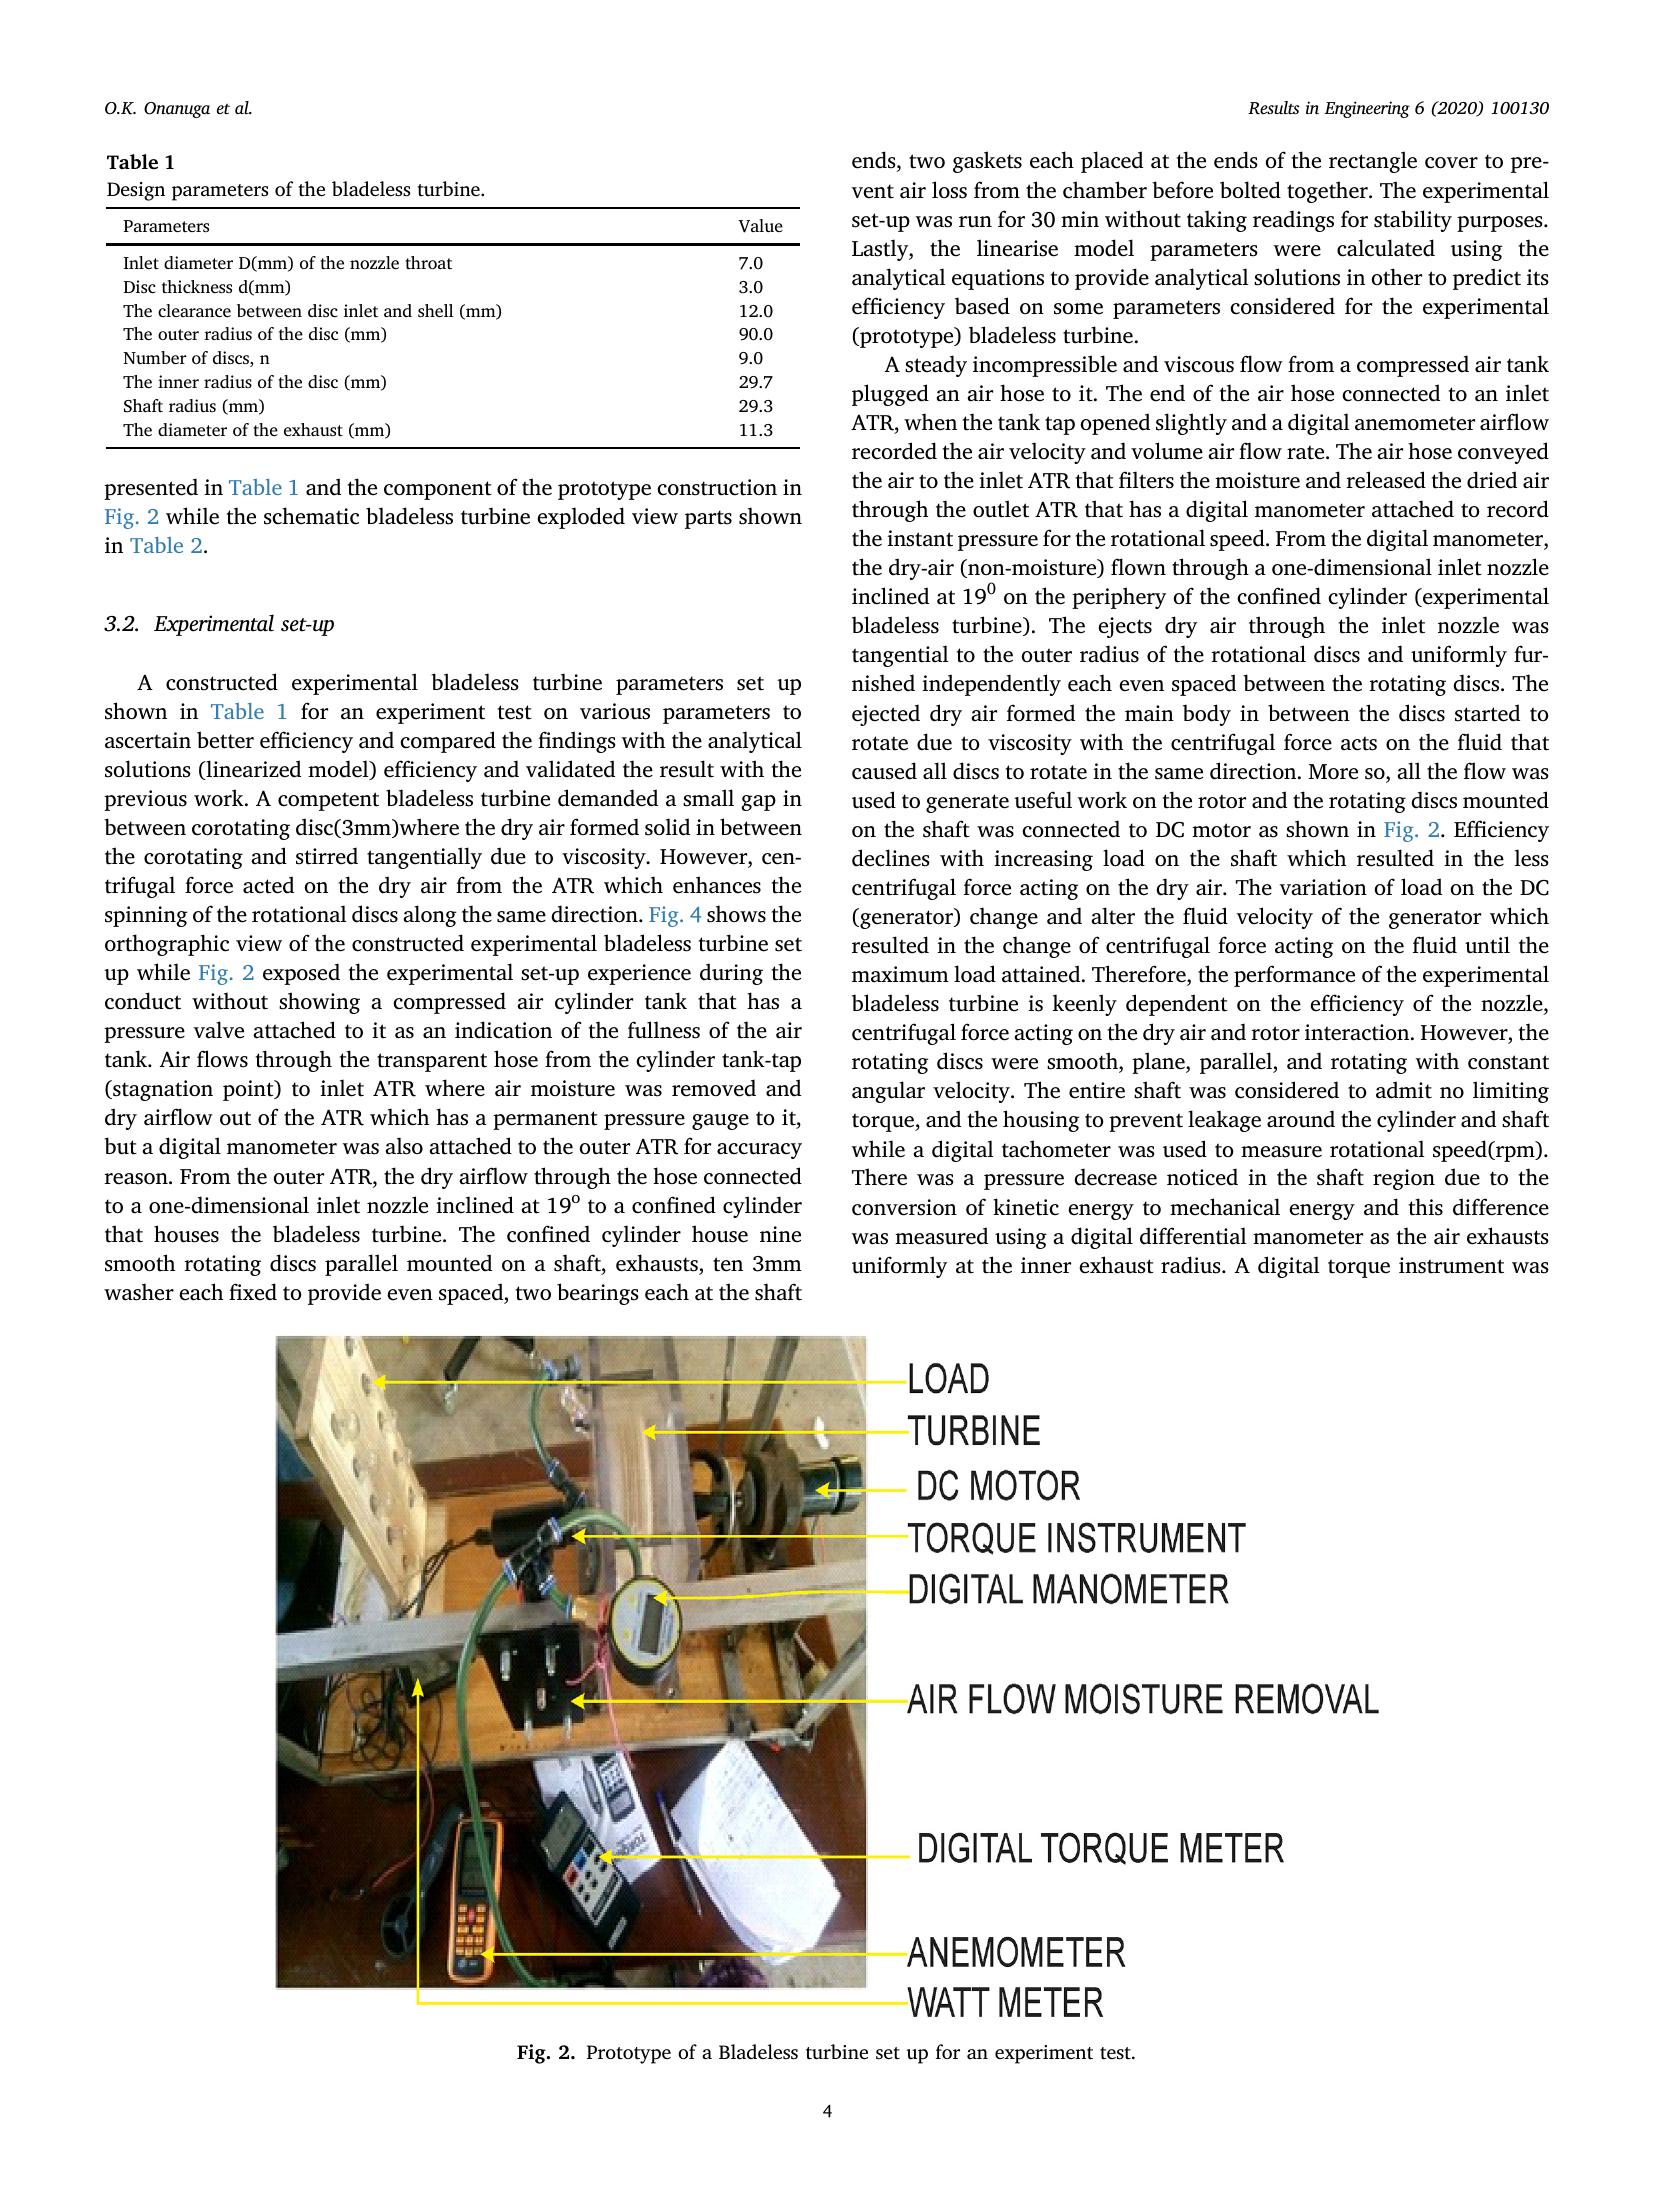 O.K. Onanuga et al.
Results in Engineering 6 (2020) 100130
Table 1
Design parameters of the bladeless turbine.
Parameters Value
Inlet diameter D(mm) of the nozzle throat 7.0
Disc thickness d(mm) 3.0
The clearance between disc inlet and shell (mm) 12.0
The outer radius of the disc (mm) 90.0
Number of discs, n 9.0
The inner radius of the disc (mm) 29.7
Shaft radius (mm) 29.3
The diameter of the exhaust (mm) 11.3
presented in Table 1 and the component of the prototype construction in
Fig. 2 while the schematic bladeless turbine exploded view parts shown
in Table 2.
3.2. Experimental set-up
A constructed experimental bladeless turbine parameters set up
shown in Table 1 for an experiment test on various parameters to
ascertain better efficiency and compared the findings with the analytical
solutions (linearized model) efficiency and validated the result with the
previous work. A competent bladeless turbine demanded a small gap in
between corotating disc(3mm)where the dry air formed solid in between
the corotating and stirred tangentially due to viscosity. However, cen-
trifugal force acted on the dry air from the ATR which enhances the
spinning of the rotational discs along the same direction. Fig. 4 shows the
orthographic view of the constructed experimental bladeless turbine set
up while Fig. 2 exposed the experimental set-up experience during the
conduct without showing a compressed air cylinder tank that has a
pressure valve attached to it as an indication of the fullness of the air
tank. Air flows through the transparent hose from the cylinder tank-tap
(stagnation point) to inlet ATR where air moisture was removed and
dry airflow out of the ATR which has a permanent pressure gauge to it,
but a digital manometer was also attached to the outer ATR for accuracy
reason. From the outer ATR, the dry airflow through the hose connected
to a one-dimensional inlet nozzle inclined at 19° to a confined cylinder
that houses the bladeless turbine. The confined cylinder house nine
smooth rotating discs parallel mounted on a shaft, exhausts, ten 3mm
washer each fixed to provide even spaced, two bearings each at the shaft
ends, two gaskets each placed at the ends of the rectangle cover to pre-
vent air loss from the chamber before bolted together. The experimental
set-up was run for 30 min without taking readings for stability purposes.
Lastly, the linearise model parameters were calculated using the
analytical equations to provide analytical solutions in other to predict its
efficiency based on some parameters considered for the experimental
(prototype) bladeless turbine.
A steady incompressible and viscous flow from a compressed air tank
plugged an air hose to it. The end of the air hose connected to an inlet
ATR, when the tank tap opened slightly and a digital anemometer airflow
recorded the air velocity and volume air flow rate. The air hose conveyed
the air to the inlet ATR that filters the moisture and released the dried air
through the outlet ATR that has a digital manometer attached to record
the instant pressure for the rotational speed. From the digital manometer,
the dry-air (non-moisture) flown through a one-dimensional inlet nozzle
inclined at 19⁰ on the periphery of the confined cylinder (experimental
bladeless turbine). The ejects dry air through the inlet nozzle was
tangential to the outer radius of the rotational discs and uniformly fur-
nished independently each even spaced between the rotating discs. The
ejected dry air formed the main body in between the discs started to
rotate due to viscosity with the centrifugal force acts on the fluid that
caused all discs to rotate in the same direction. More so, all the flow was
used to generate useful work on the rotor and the rotating discs mounted
on the shaft was connected to DC motor as shown in Fig. 2. Efficiency
declines with increasing load on the shaft which resulted in the less
centrifugal force acting on the dry air. The variation of load on the DC
(generator) change and alter the fluid velocity of the generator which
resulted in the change of centrifugal force acting on the fluid until the
maximum load attained. Therefore, the performance of the experimental
bladeless turbine is keenly dependent on the efficiency of the nozzle,
centrifugal force acting on the dry air and rotor interaction. However, the
rotating discs were smooth, plane, parallel, and rotating with constant
angular velocity. The entire shaft was considered to admit no limiting
torque, and the housing to prevent leakage around the cylinder and shaft
while a digital tachometer was used to measure rotational speed(rpm).
There was a pressure decrease noticed in the shaft region due to the
conversion of kinetic energy to mechanical energy and this difference
was measured using a digital differential manometer as the air exhausts
uniformly at the inner exhaust radius. A digital torque instrument was
LOAD
TURBINE
DC MOTOR
TORQUE INSTRUMENT
DIGITAL MANOMETER
AIR FLOW MOISTURE REMOVAL
DIGITAL TORQUE METER
ANEMOMETER
WATT METER
Fig. 2. Prototype of a Bladeless turbine set up for an experiment test.
4